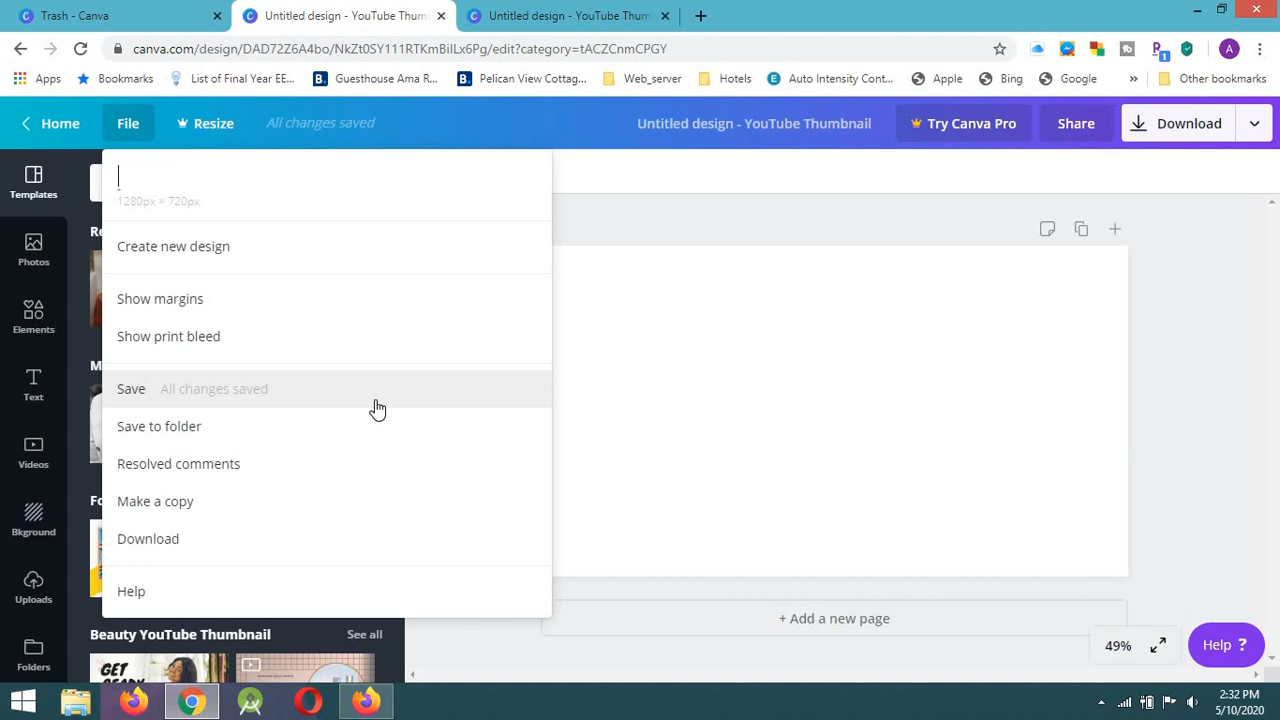 Trash - Canva
Untitled design - YouTube Thum
Untitled design - YouTube Thum
canva.com/design/DAD72Z6A4bo/NkZt0SY111RTKmBilLx6Pg/edit?category=tACZCnmCPGY
A
Apps
Bookmarks
List of Final Year EE...
B. Guesthouse Ama R...
B. Pelican View Cottag...
Web_server
Hotels
E Auto Intensity Cont...
Apple
Bing
Google
»
Other bookmarks
Home
File
Resize
All changes saved
Untitled design - YouTube Thumbnail
Try Canva Pro
Share
Download
Templates
Photos
Elements
Text
Videos
Bkground
Uploads
Folders
1280px × 720px
Create new design
Show margins
Show print bleed
Save All changes saved
Save to folder
Resolved comments
Make a copy
Download
Help
Re
M
Fo
Beauty YouTube Thumbnail
See all
GET
READY
+ Add a new page
49%
Help ?
2:32 PM
5/10/2020